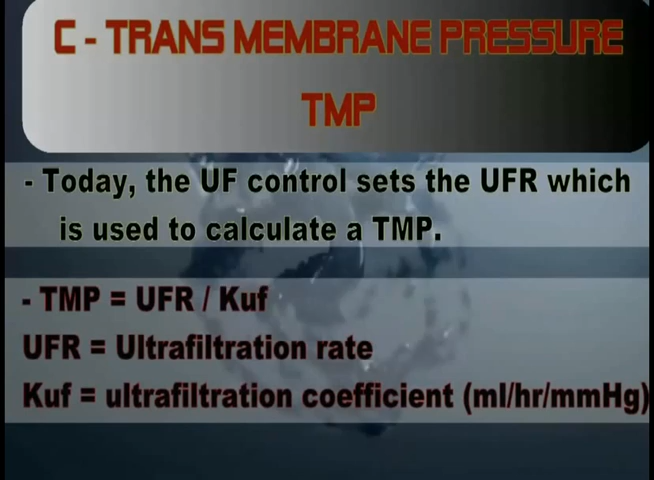 C - TRANS MEMBRANE PRESSURE
TMP
- Today, the UF control sets the UFR which
is used to calculate a TMP.
- TMP = UFR / Kuf
UFR = Ultrafiltration rate
Kuf = ultrafiltration coefficient (ml/hr/mmHg)